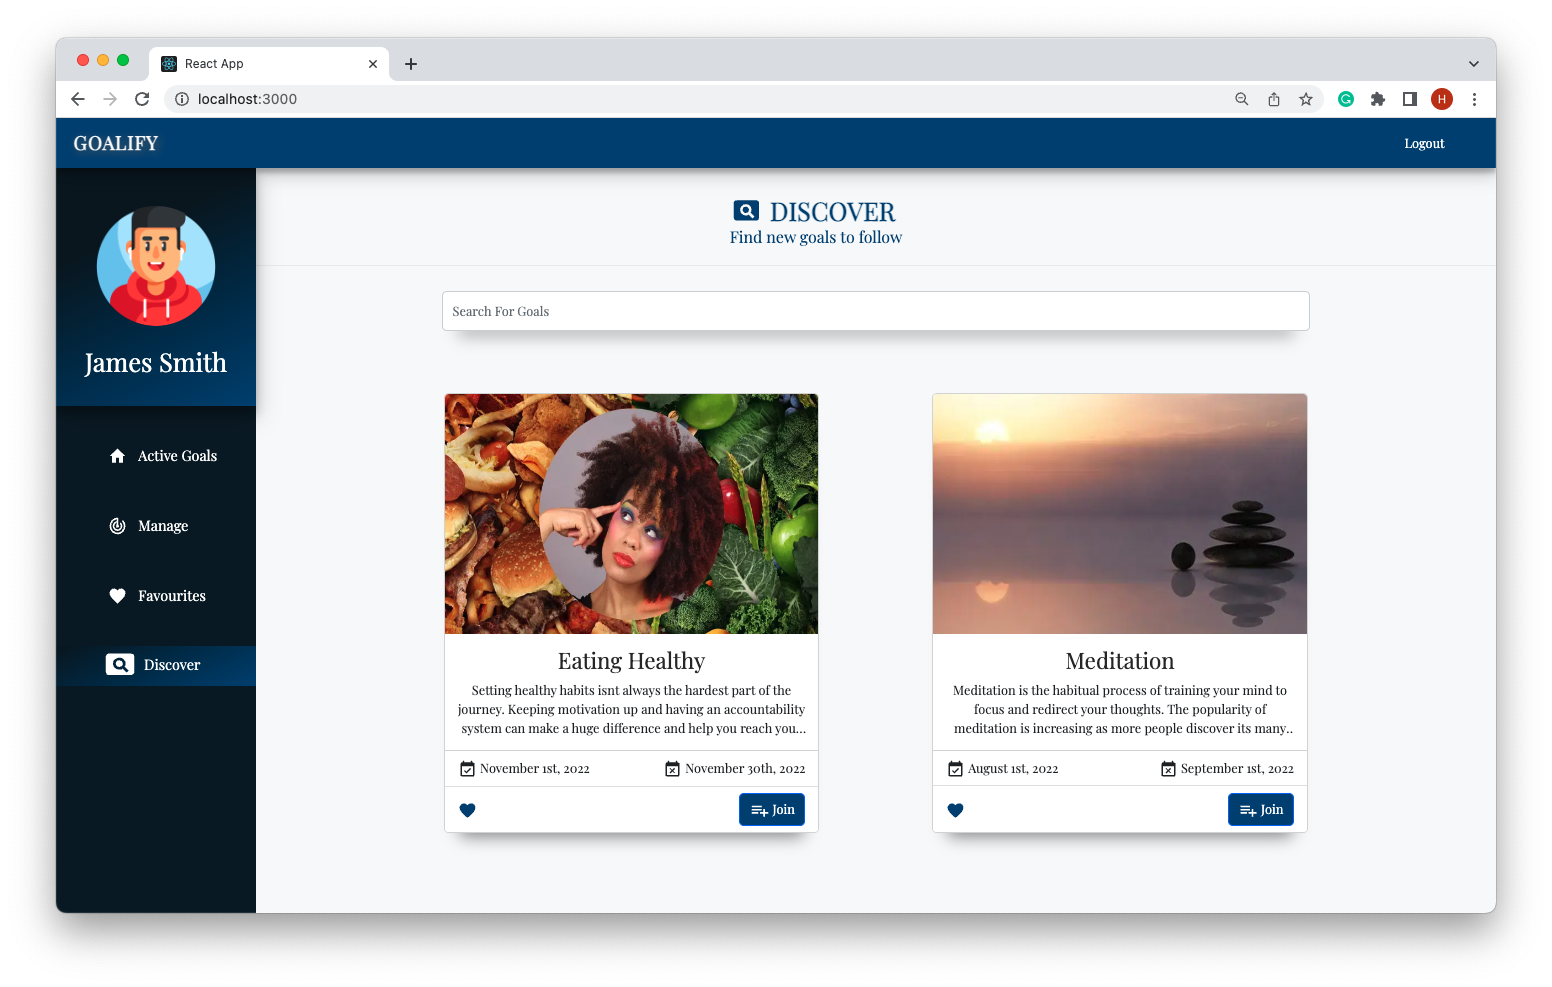 React App
localhost:3000
H
GOALIFY
Logout
James Smith
Active Goals
Manage
Favourites
Discover
DISCOVER
Find new goals to follow
Search For Goals
Eating Healthy
Setting healthy habits isnt always the hardest part of the
journey. Keeping motivation up and having an accountability
system can make a huge difference and help you reach you...
November 1st, 2022
November 30th, 2022
Join
Meditation
Meditation is the habitual process of training your mind to
focus and redirect your thoughts. The popularity of
meditation is increasing as more people discover its many..
August 1st, 2022
September 1st, 2022
Join